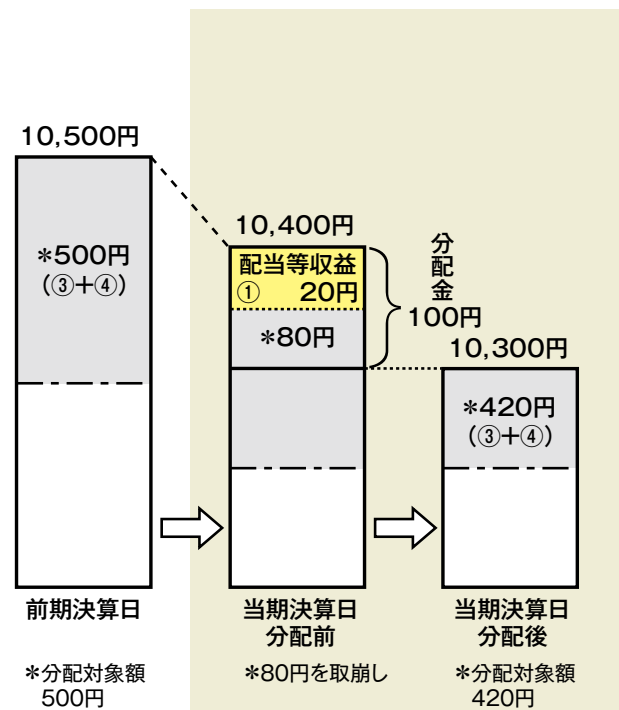 10,500円
*500円
(③+④)
前期決算日
*分配対象額
500円
10,400円
配当等収益
① 20円
*80円
分配金
100円
当期決算日
分配前
*80円を取崩し
10,300円
*420円
(③+④)
当期決算日
分配後
*分配対象額
420円